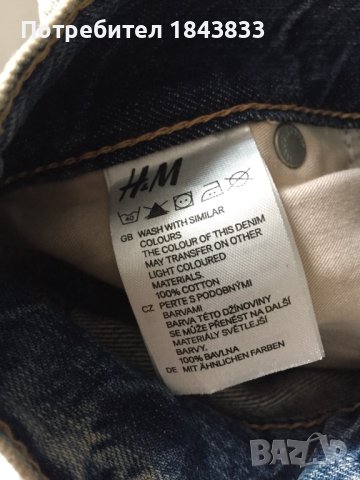 Потребител 1843833
H&M
40
GB WASH WITH SIMILAR
COLOURS
THE COLOUR OF THIS DENIM
MAY TRANSFER ON OTHER
LIGHT COLOURED
MATERIALS.
100% COTTON
CZ PERTE S PODOBNÝMI
BARVAMI
BARVA TÉTO DŽÍNOVINY
SE MŮŽE PŘENÉST NA DALŠÍ
MATERIÁLY SVĚTLEJŠÍ
BARVY.
100% BAVLNA
DE MIT ÄHNLICHEN FARBEN
BAZAR